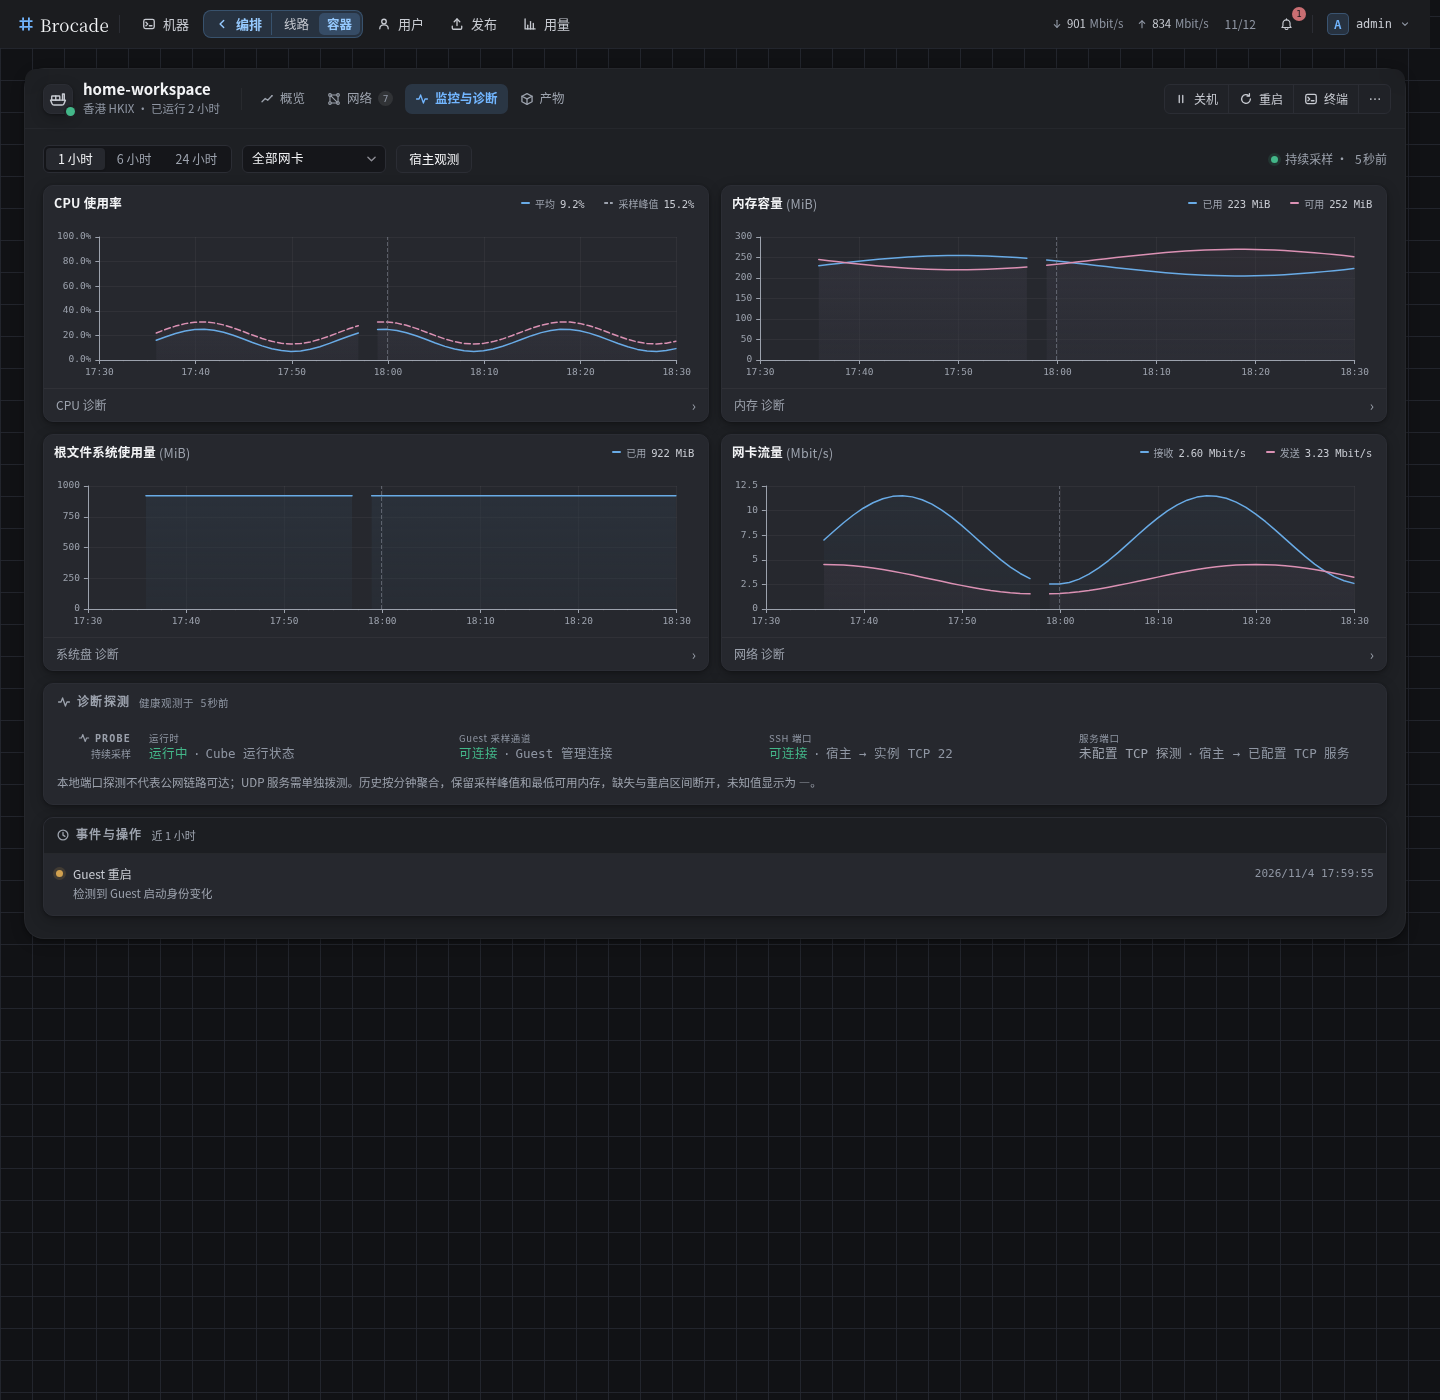 Brocade 机器 编排 线路 容器 用户 发布 用量 ↓ 901 Mbit/s ↑ 834 Mbit/s 11/12 1 A admin
home-workspace
香港 HKIX · 已运行 2 小时
概览 网络 7 监控与诊断 产物 关机 重启 终端 ···
1 小时 6 小时 24 小时 全部网卡 宿主观测 持续采样 · 5秒前
CPU 使用率 平均 9.2% 采样峰值 15.2%
100.0%
80.0%
60.0%
40.0%
20.0%
0.0%
17:30 17:40 17:50 18:00 18:10 18:20 18:30
CPU 诊断 ›
内存容量 (MiB) 已用 223 MiB 可用 252 MiB
300
250
200
150
100
50
0
17:30 17:40 17:50 18:00 18:10 18:20 18:30
内存 诊断 ›
根文件系统使用量 (MiB) 已用 922 MiB
1000
750
500
250
0
17:30 17:40 17:50 18:00 18:10 18:20 18:30
系统盘 诊断 ›
网卡流量 (Mbit/s) 接收 2.60 Mbit/s 发送 3.23 Mbit/s
12.5
10
7.5
5
2.5
0
17:30 17:40 17:50 18:00 18:10 18:20 18:30
网络 诊断 ›
诊断探测 健康观测于 5秒前
PROBE 运行时 Guest 采样通道 SSH 端口 服务端口
持续采样 运行中 · Cube 运行状态 可连接 · Guest 管理连接 可连接 · 宿主 → 实例 TCP 22 未配置 TCP 探测 · 宿主 → 已配置 TCP 服务
本地端口探测不代表公网链路可达；UDP 服务需单独拨测。历史按分钟聚合，保留采样峰值和最低可用内存，缺失与重启区间断开，未知值显示为 —。
事件与操作 近 1 小时
Guest 重启 2026/11/4 17:59:55
检测到 Guest 启动身份变化